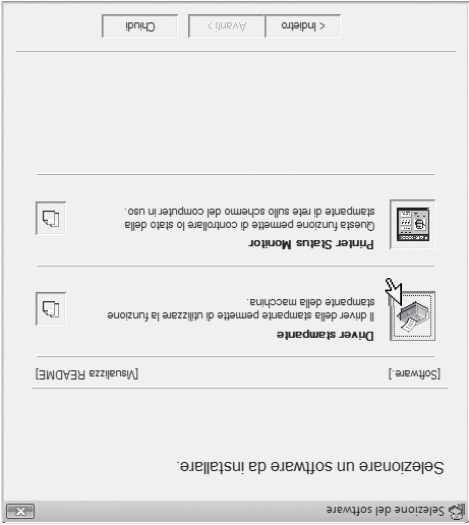 Selezione del software
Selezionare un software da installare.
[Software.] [Visualizza README]
Driver stampante
Il driver della stampante permette di utilizzare la funzione
stampante della macchina.
Printer Status Monitor
Questa funzione permette di controllare lo stato della
stampante di rete sullo schermo del computer in uso.
< Indietro Avanti > Chiudi